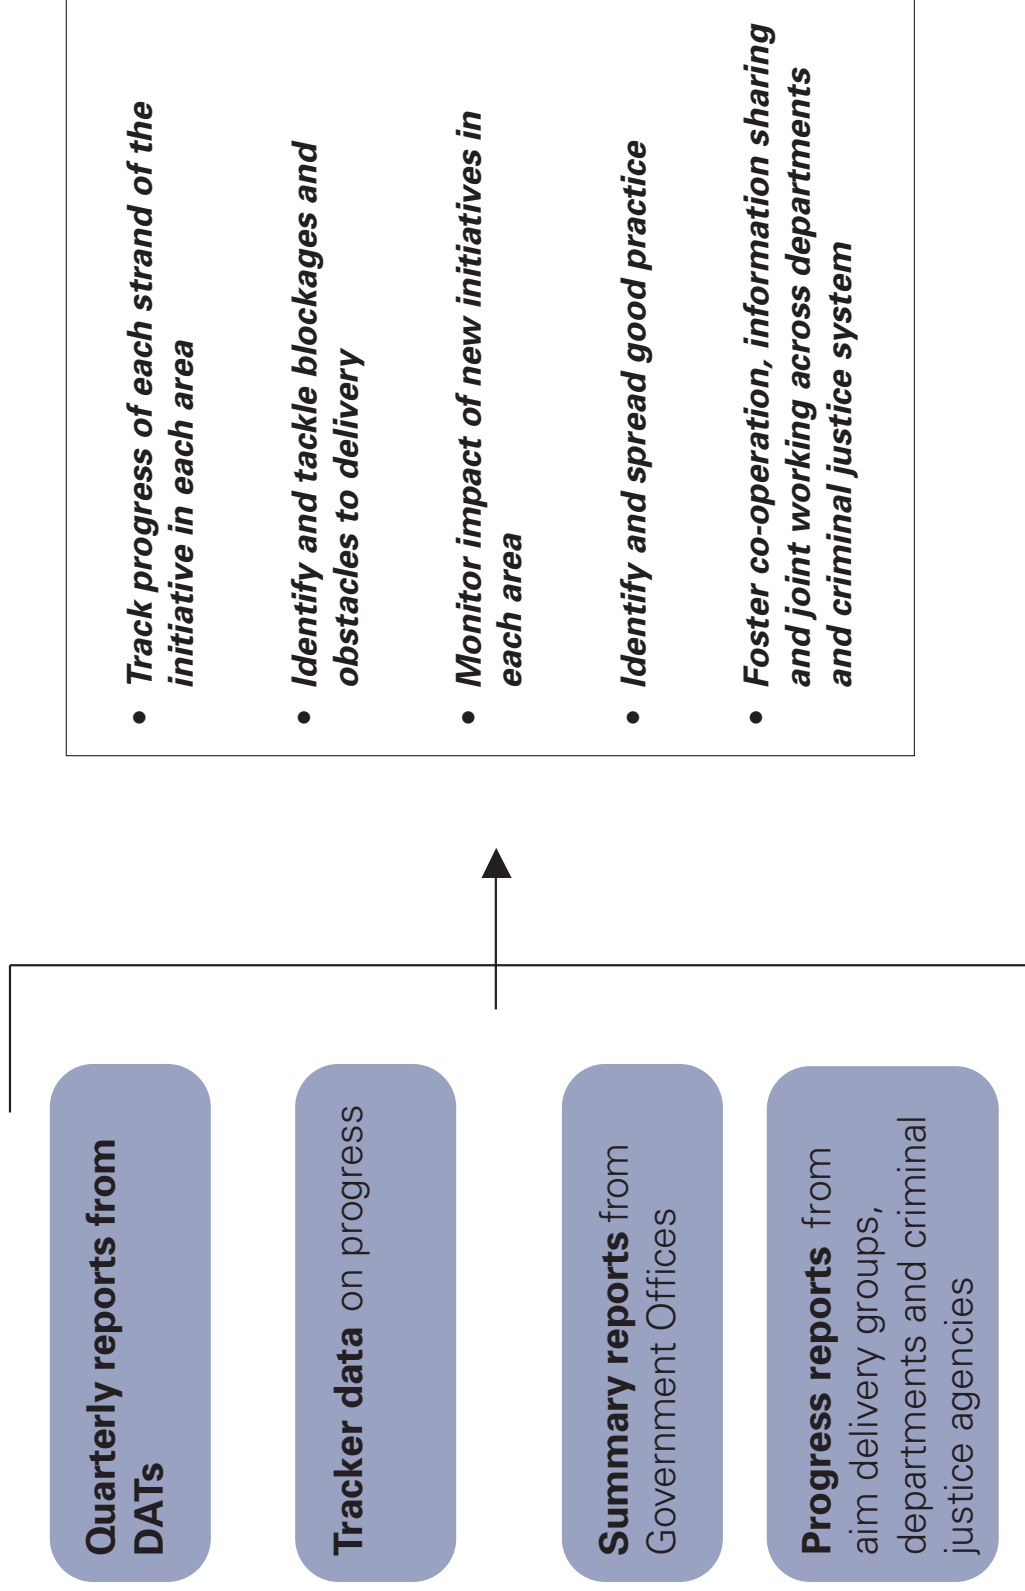 Quarterly reports from
DATs
Tracker data on progress
Summary reports from
Government Offices
Progress reports from
aim delivery groups,
departments and criminal
justice agencies
• Track progress of each strand of the
initiative in each area
• Identify and tackle blockages and
obstacles to delivery
• Monitor impact of new initiatives in
each area
• Identify and spread good practice
• Foster co-operation, information sharing
and joint working across departments
and criminal justice system